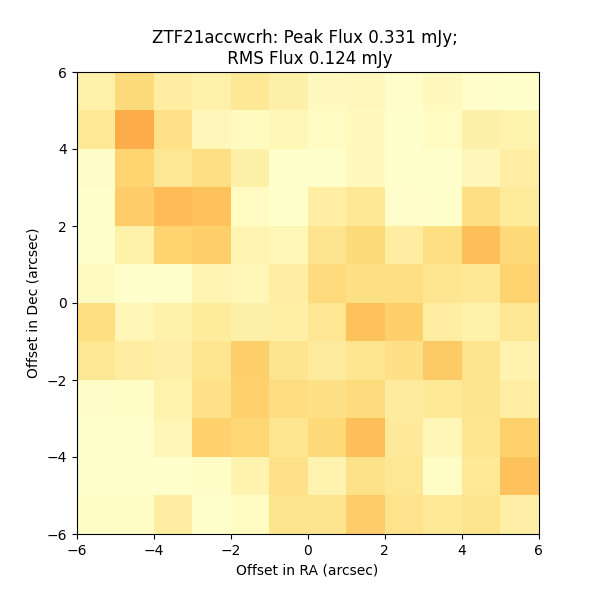 ZTF21accwcrh: Peak Flux 0.331 mJy;
RMS Flux 0.124 mJy
6
4
2
0
−2
−4
−6
Offset in Dec (arcsec)
−6 −4 −2 0 2 4 6
Offset in RA (arcsec)